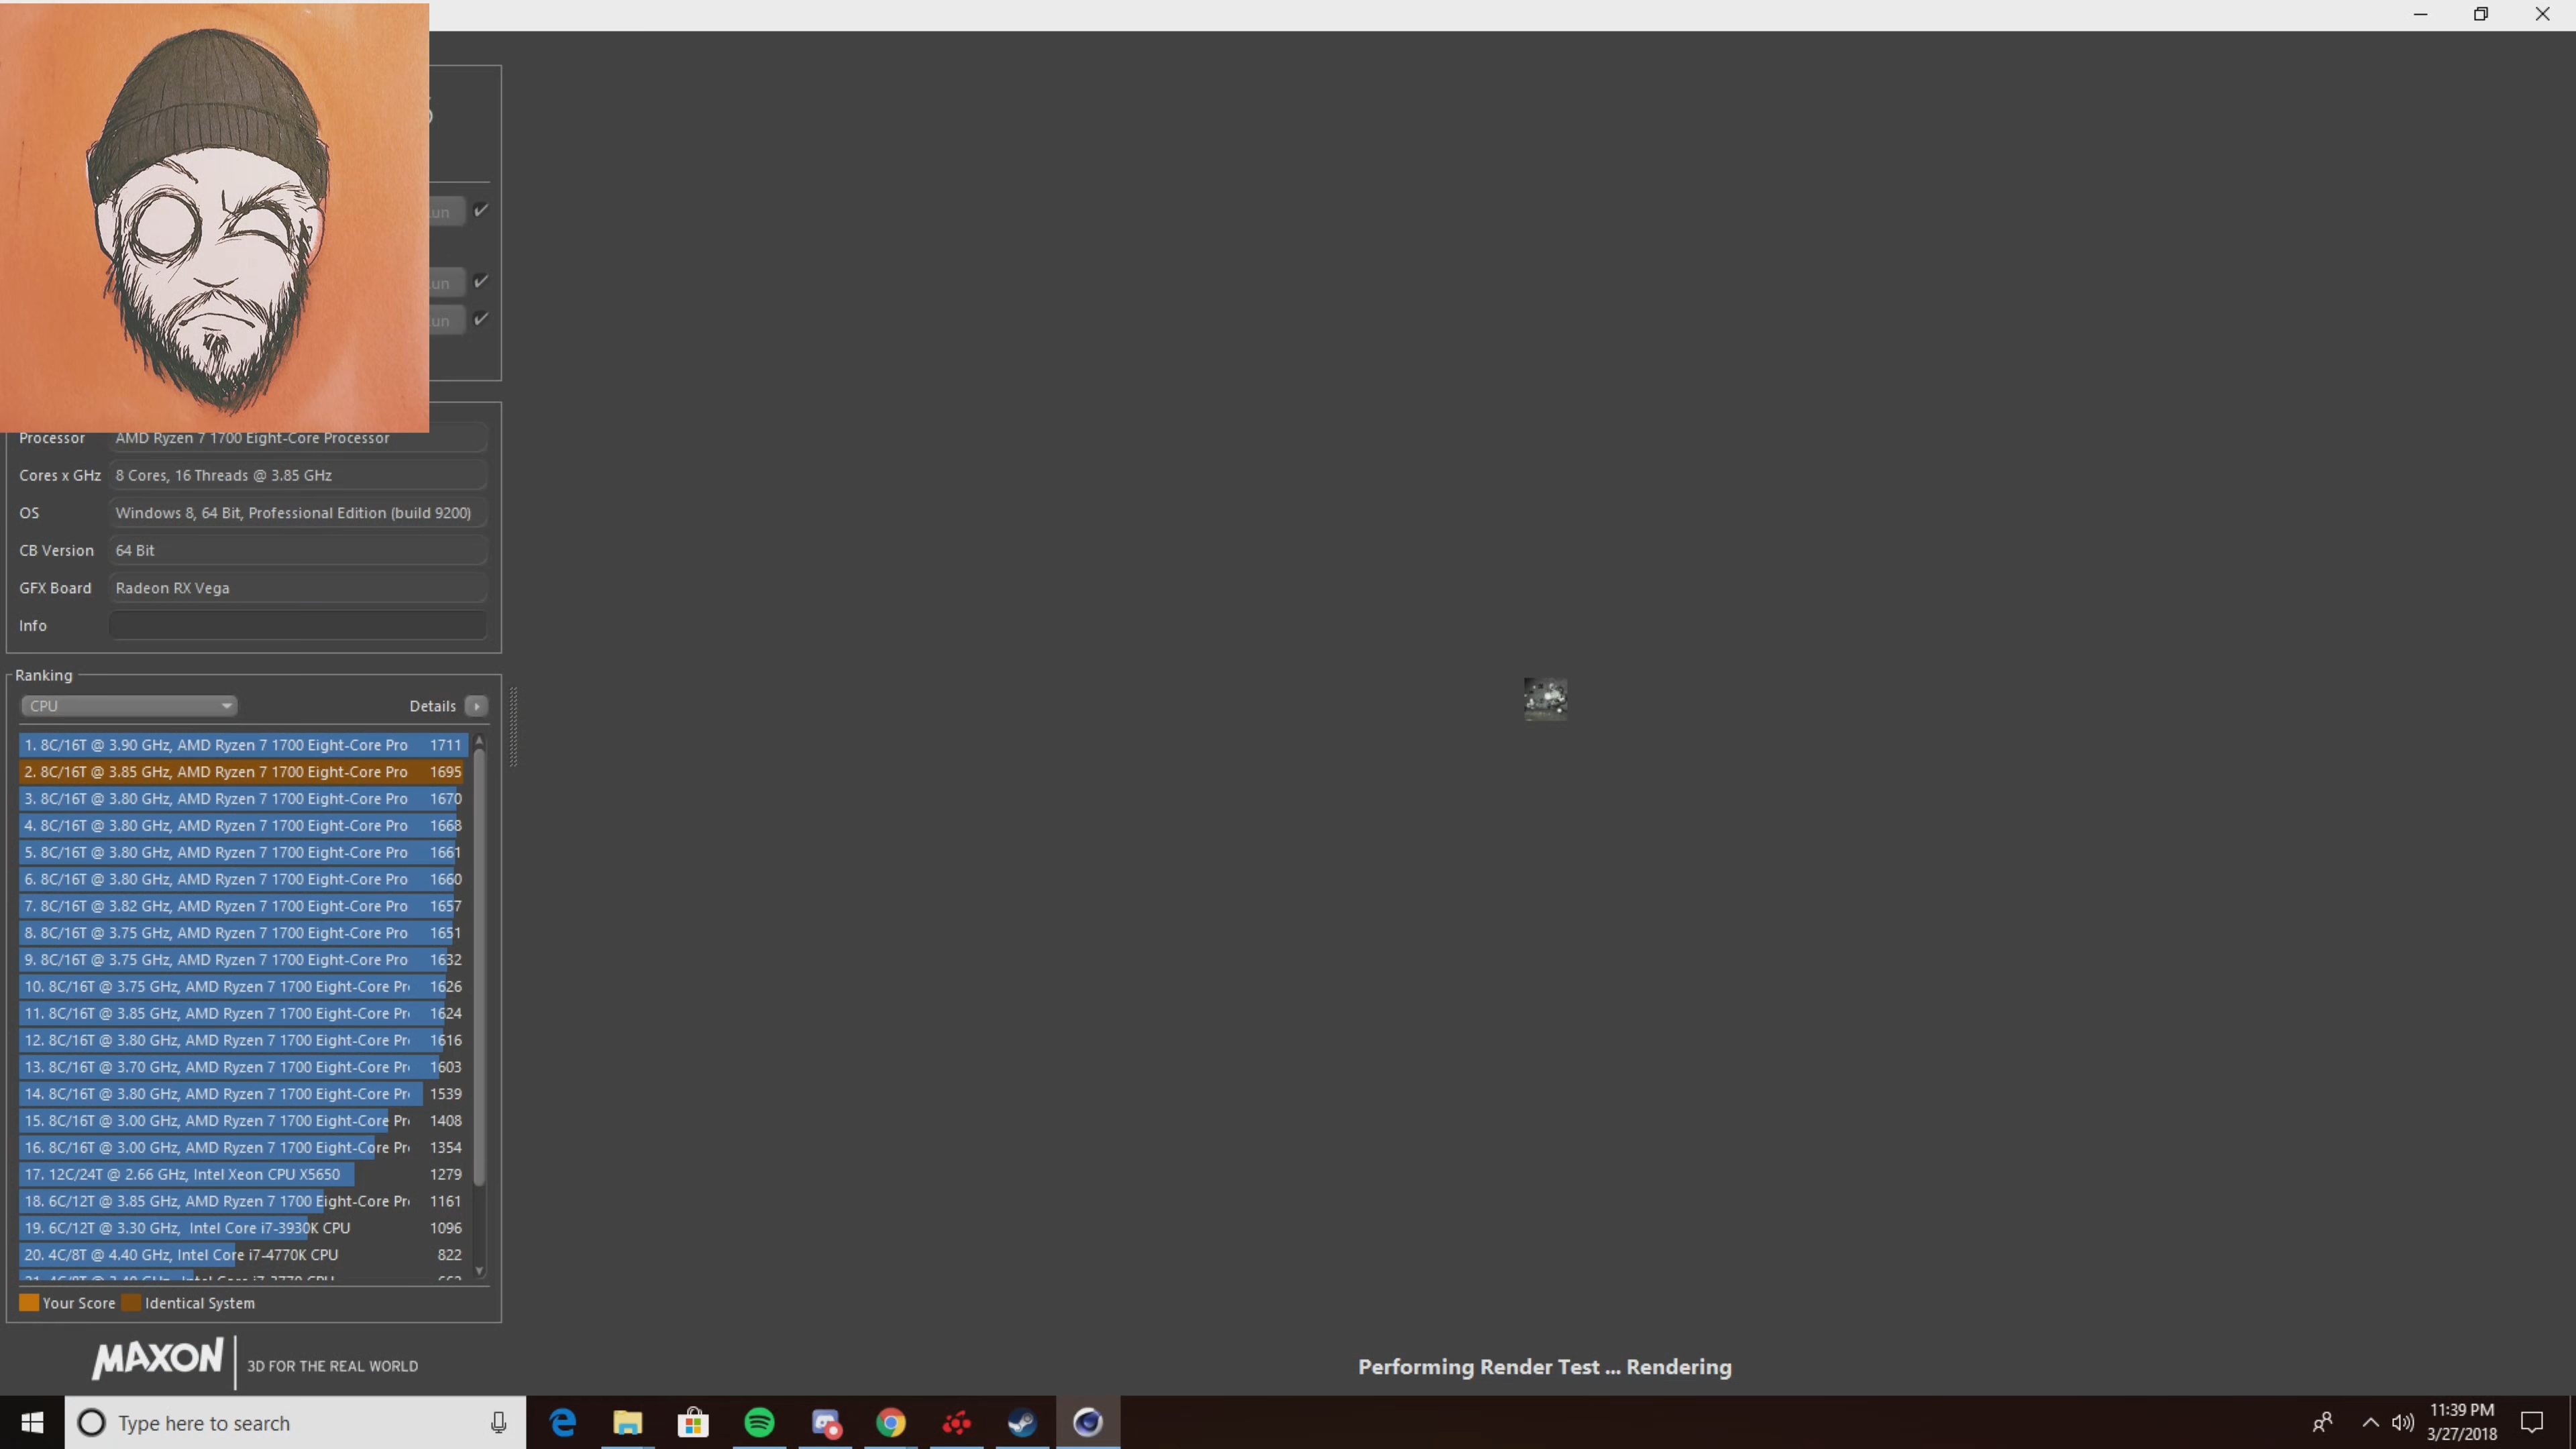 Processor AMD Ryzen 7 1700 Eight-Core Processor
Cores x GHz 8 Cores, 16 Threads @ 3.85 GHz
OS Windows 8, 64 Bit, Professional Edition (build 9200)
CB Version 64 Bit
GFX Board Radeon RX Vega
Info
Ranking
CPU Details
1. 8C/16T @ 3.90 GHz, AMD Ryzen 7 1700 Eight-Core Pro 1711
2. 8C/16T @ 3.85 GHz, AMD Ryzen 7 1700 Eight-Core Pro 1695
3. 8C/16T @ 3.80 GHz, AMD Ryzen 7 1700 Eight-Core Pro 1670
4. 8C/16T @ 3.80 GHz, AMD Ryzen 7 1700 Eight-Core Pro 1668
5. 8C/16T @ 3.80 GHz, AMD Ryzen 7 1700 Eight-Core Pro 1661
6. 8C/16T @ 3.80 GHz, AMD Ryzen 7 1700 Eight-Core Pro 1660
7. 8C/16T @ 3.82 GHz, AMD Ryzen 7 1700 Eight-Core Pro 1657
8. 8C/16T @ 3.75 GHz, AMD Ryzen 7 1700 Eight-Core Pro 1651
9. 8C/16T @ 3.75 GHz, AMD Ryzen 7 1700 Eight-Core Pro 1632
10. 8C/16T @ 3.75 GHz, AMD Ryzen 7 1700 Eight-Core Pr 1626
11. 8C/16T @ 3.85 GHz, AMD Ryzen 7 1700 Eight-Core Pr 1624
12. 8C/16T @ 3.80 GHz, AMD Ryzen 7 1700 Eight-Core Pr 1616
13. 8C/16T @ 3.70 GHz, AMD Ryzen 7 1700 Eight-Core Pr 1603
14. 8C/16T @ 3.80 GHz, AMD Ryzen 7 1700 Eight-Core Pr 1539
15. 8C/16T @ 3.00 GHz, AMD Ryzen 7 1700 Eight-Core Pr 1408
16. 8C/16T @ 3.00 GHz, AMD Ryzen 7 1700 Eight-Core Pr 1354
17. 12C/24T @ 2.66 GHz, Intel Xeon CPU X5650 1279
18. 6C/12T @ 3.85 GHz, AMD Ryzen 7 1700 Eight-Core Pr 1161
19. 6C/12T @ 3.30 GHz, Intel Core i7-3930K CPU 1096
20. 4C/8T @ 4.40 GHz, Intel Core i7-4770K CPU 822
Your Score Identical System
MAXON 3D FOR THE REAL WORLD
Performing Render Test ... Rendering
Type here to search
11:39 PM
3/27/2018